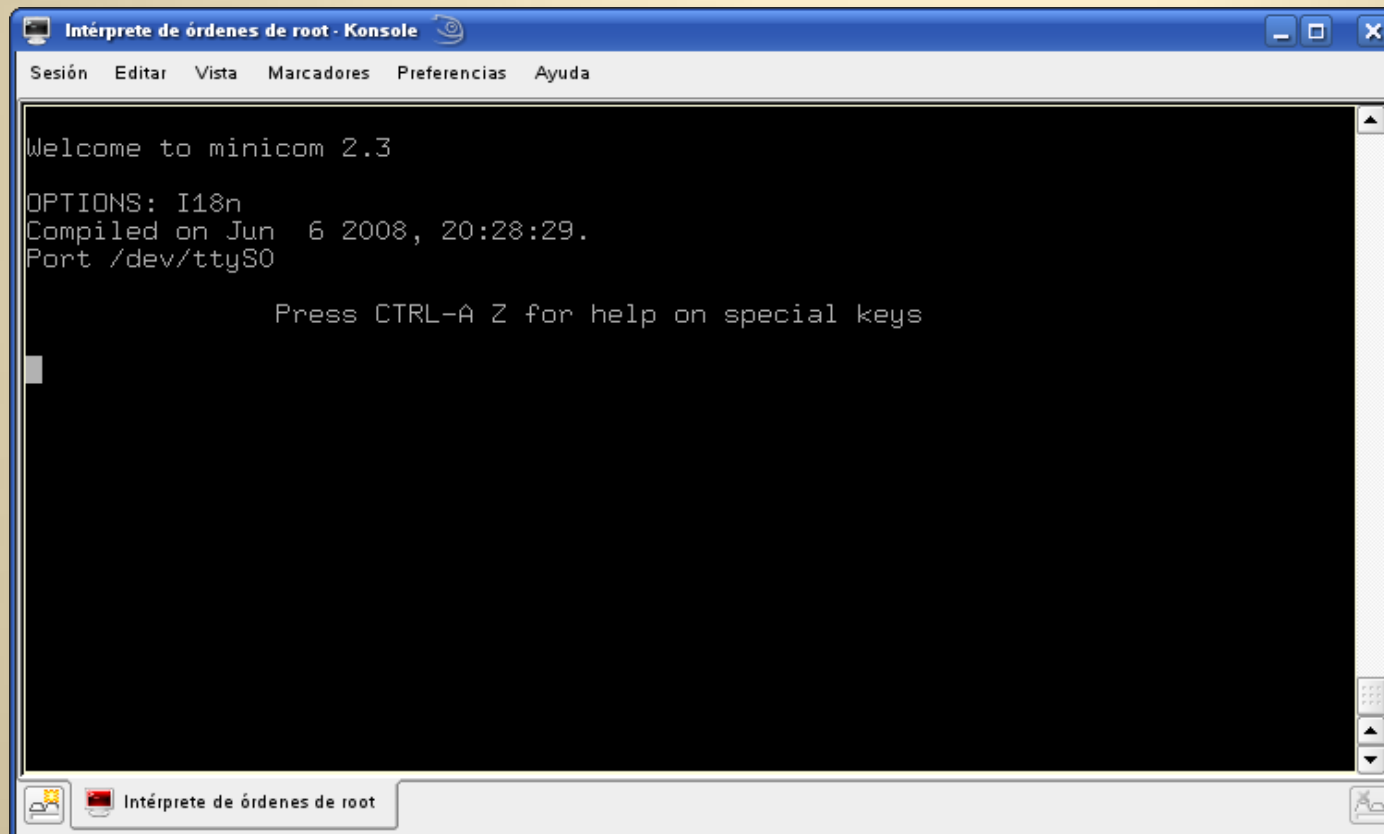 Intérprete de órdenes de root - Konsole
Sesión Editar Vista Marcadores Preferencias Ayuda
Welcome to minicom 2.3
OPTIONS: I18n
Compiled on Jun  6 2008, 20:28:29.
Port /dev/ttySO
Press CTRL-A Z for help on special keys
Intérprete de órdenes de root